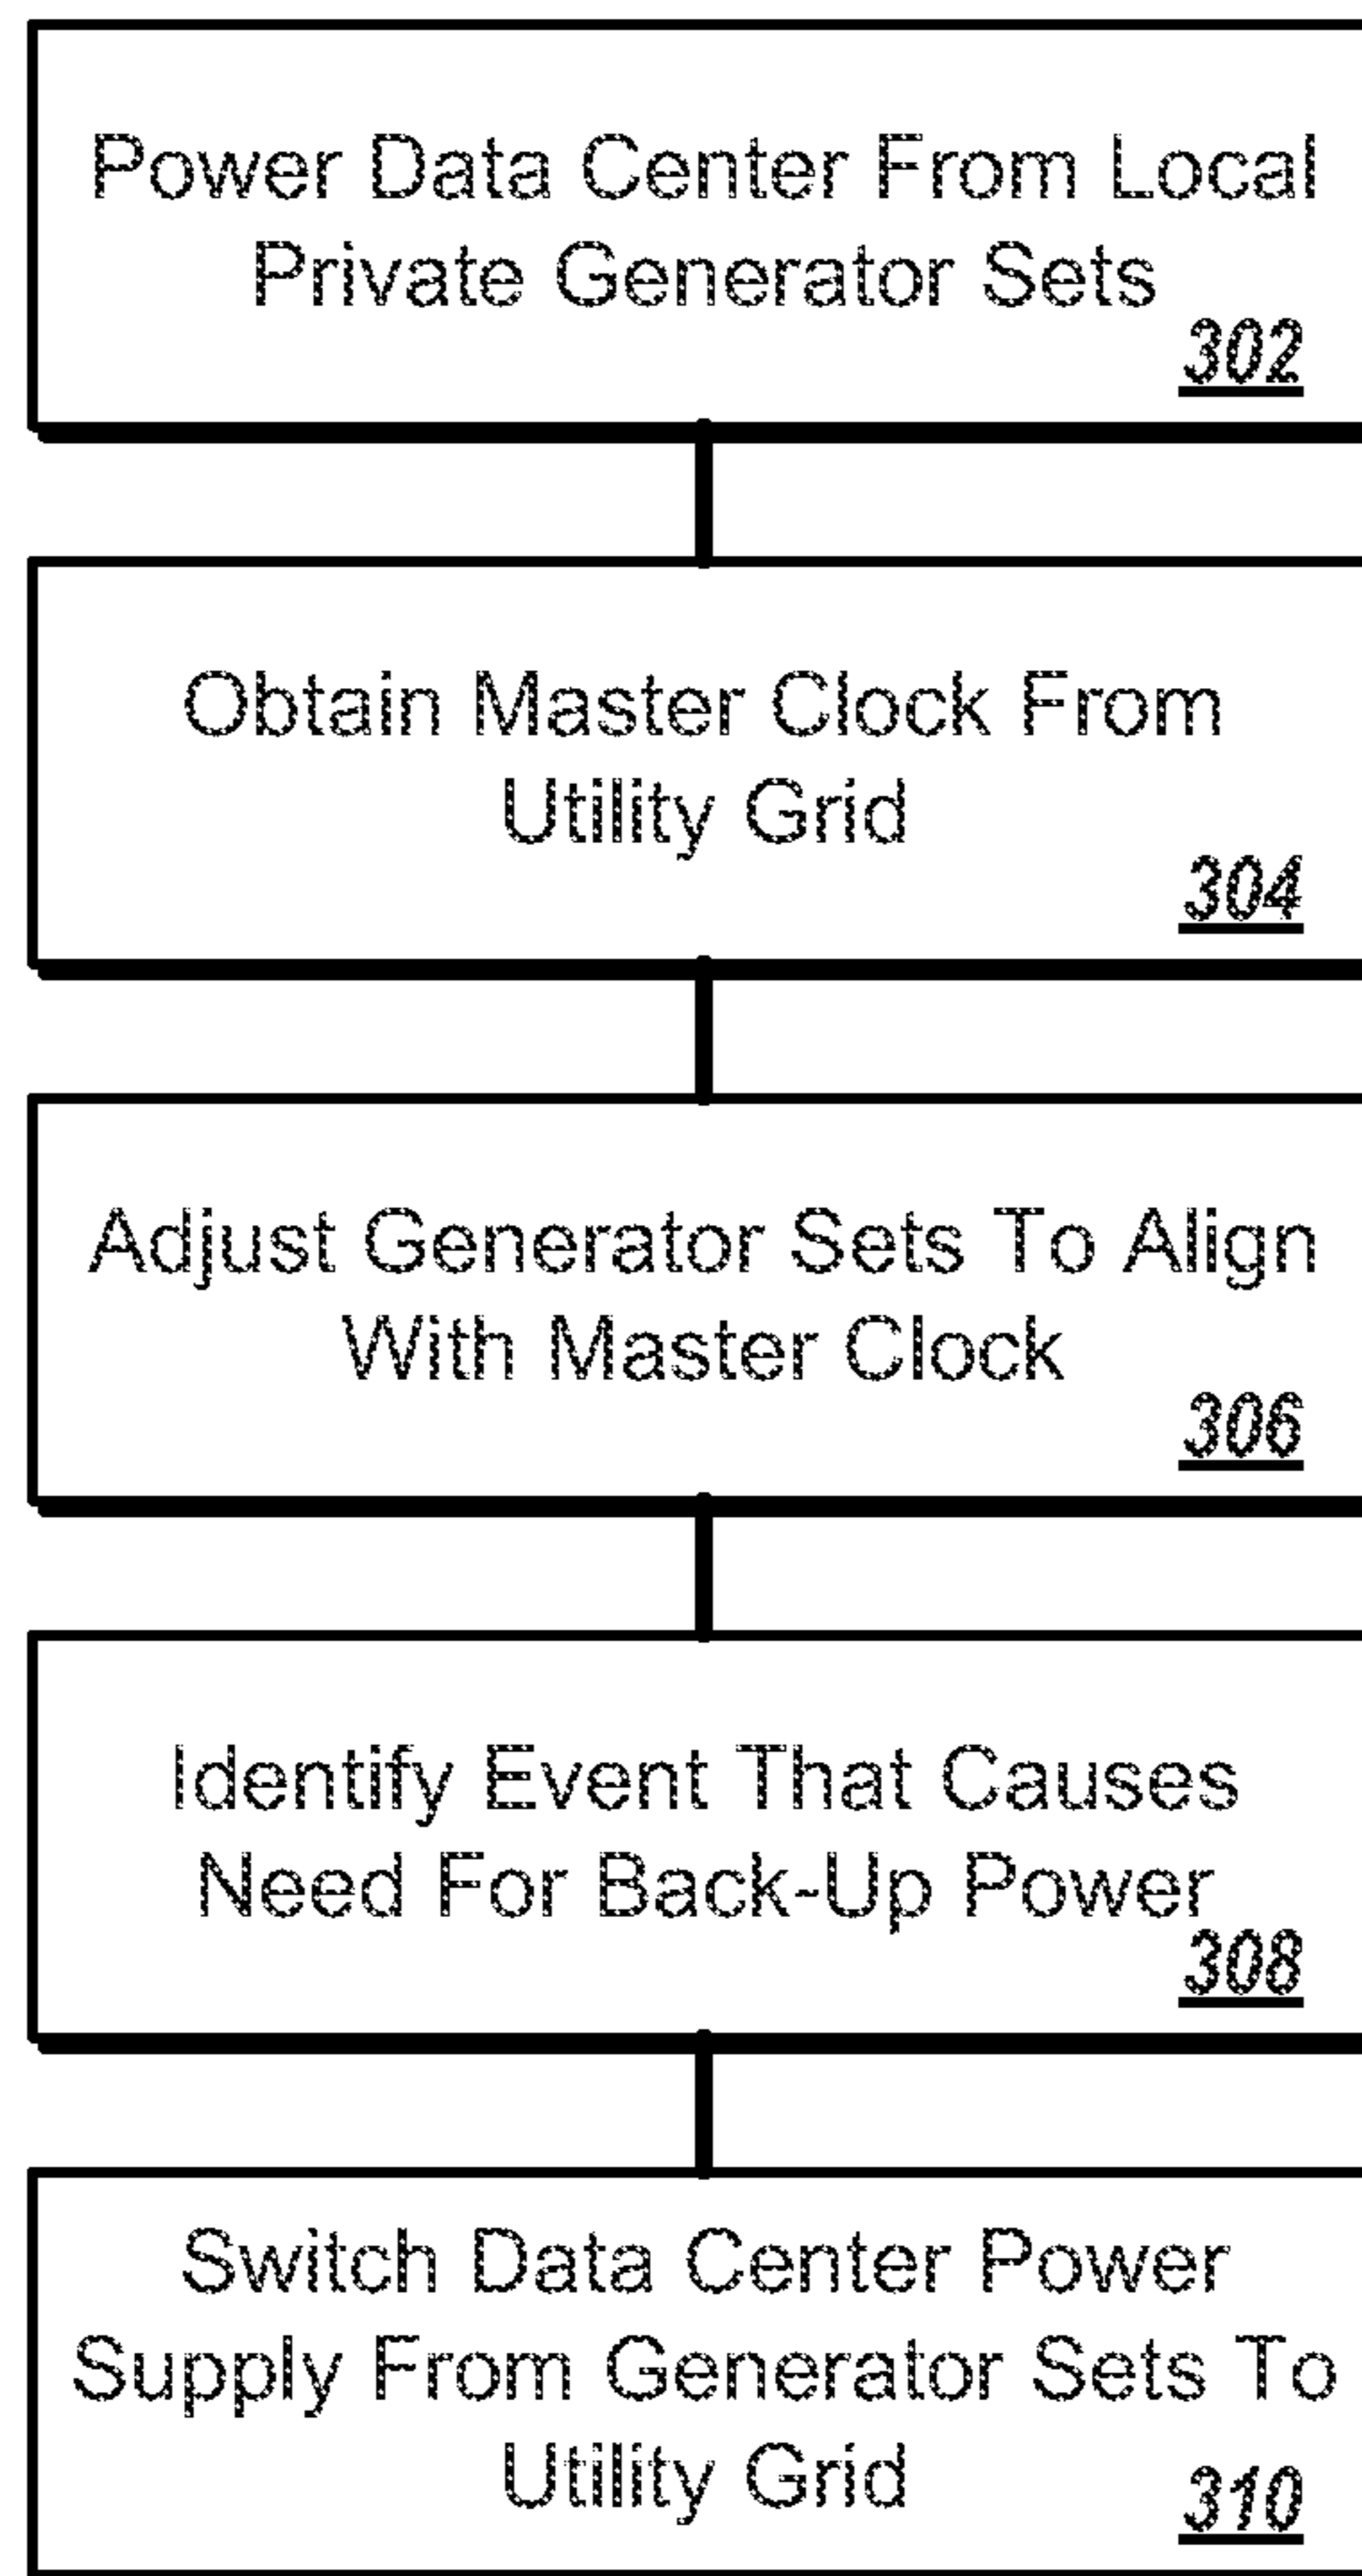 Power Data Center From Local
Private Generator Sets
302
Obtain Master Clock From
Utility Grid
304
Adjust Generator Sets To Align
With Master Clock
306
Identify Event That Causes
Need For Back-Up Power
308
Switch Data Center Power
Supply From Generator Sets To
Utility Grid
310